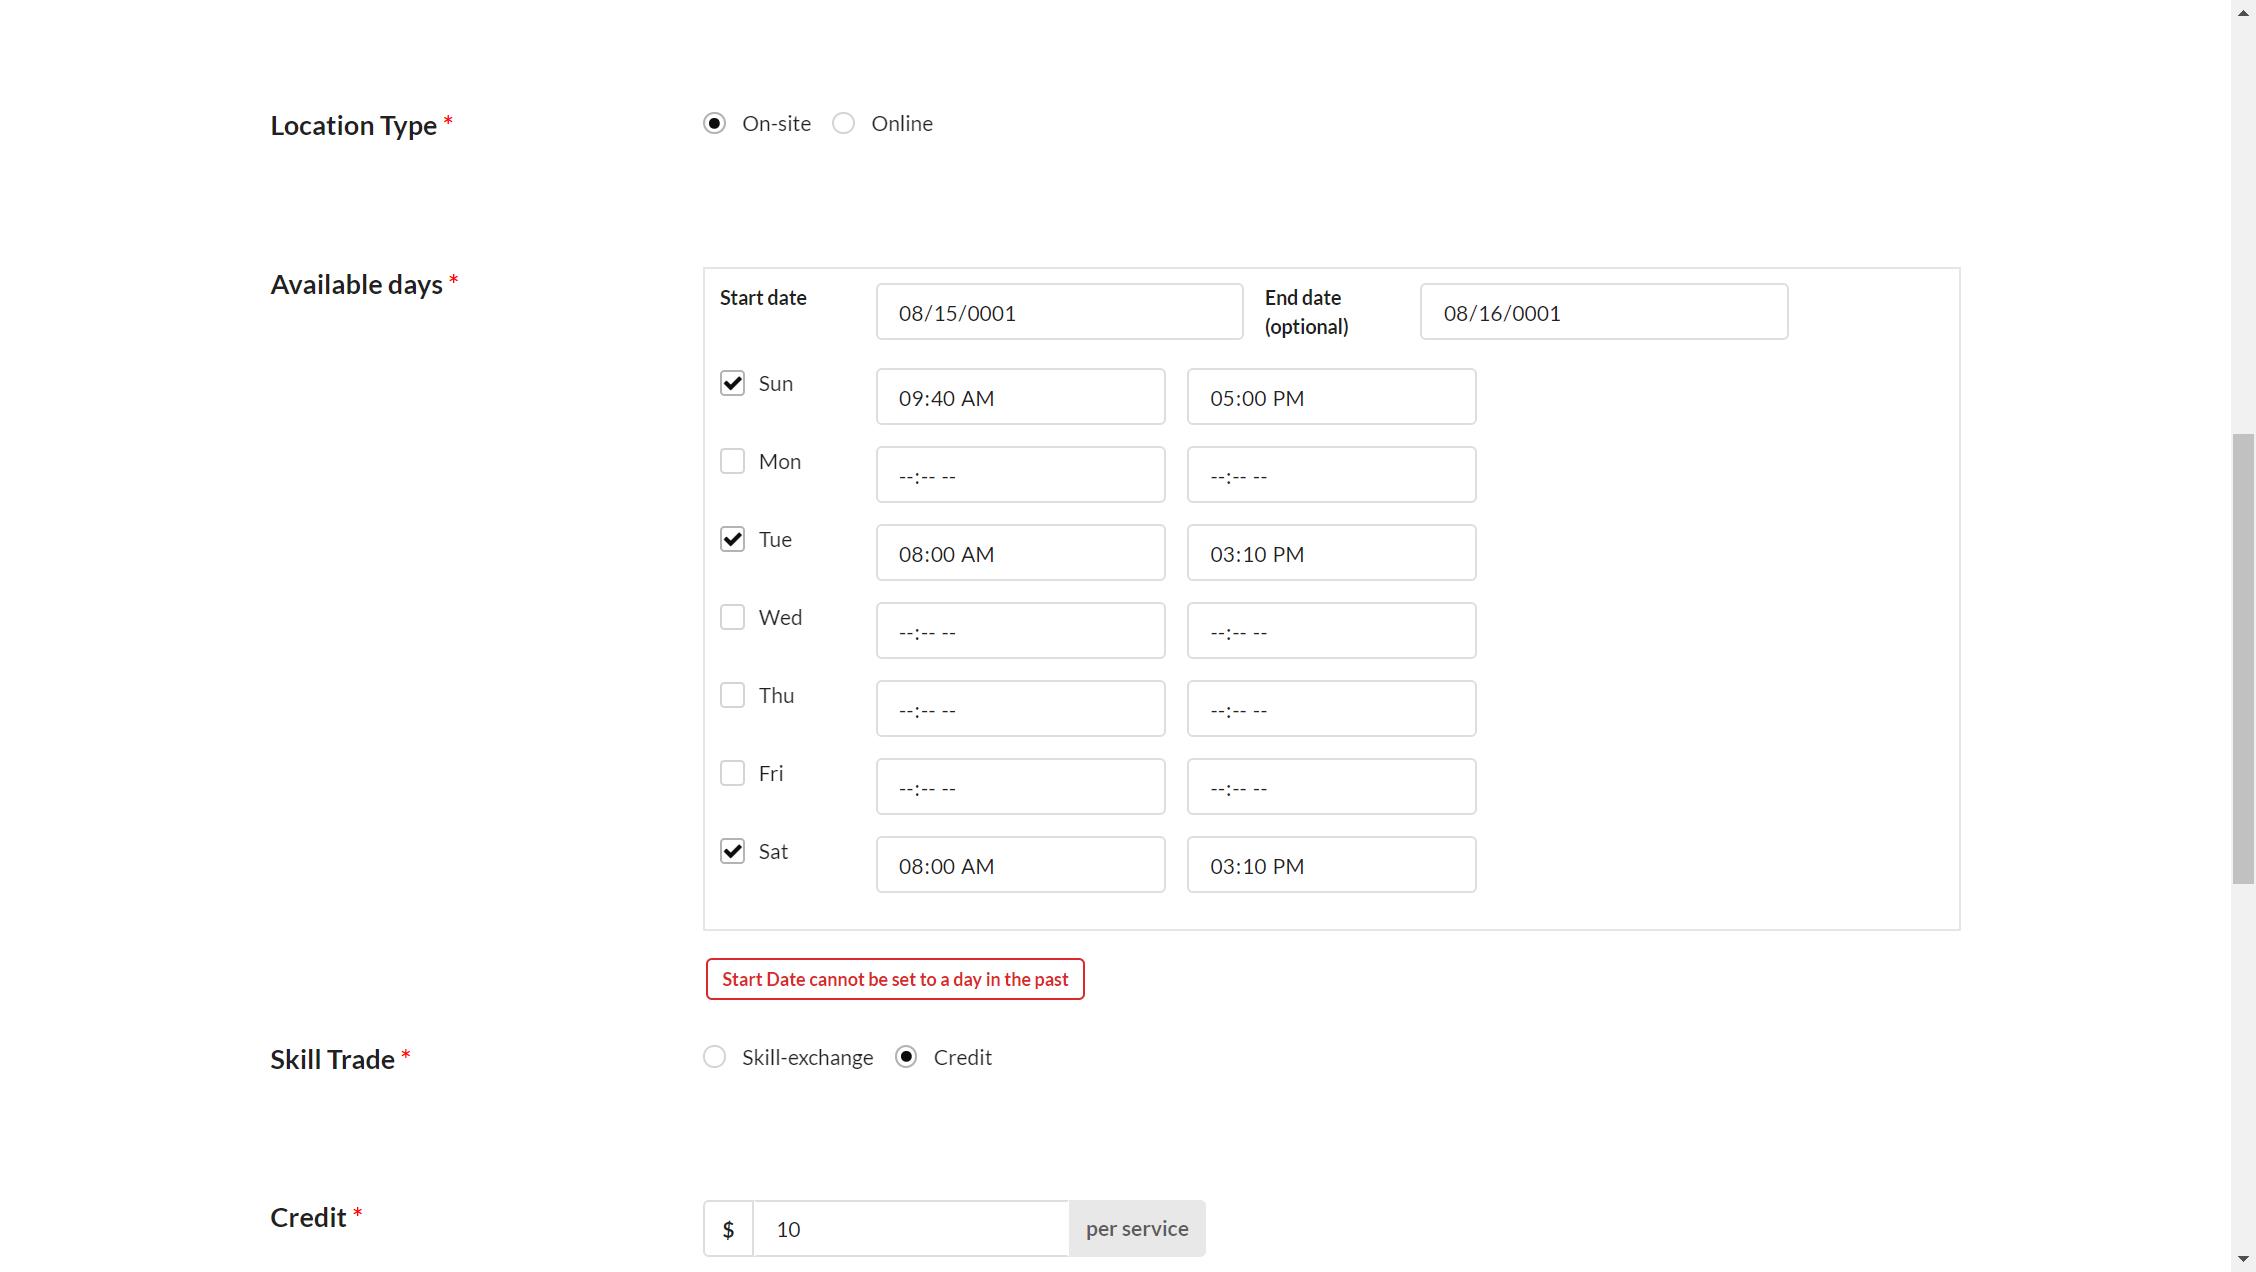 Location Type *
On-site Online
Available days *
Start date 08/15/0001 End date (optional) 08/16/0001
Sun 09:40 AM 05:00 PM
Mon --:-- -- --:-- --
Tue 08:00 AM 03:10 PM
Wed --:-- -- --:-- --
Thu --:-- -- --:-- --
Fri --:-- -- --:-- --
Sat 08:00 AM 03:10 PM
Start Date cannot be set to a day in the past
Skill Trade *
Skill-exchange Credit
Credit *
$ 10 per service